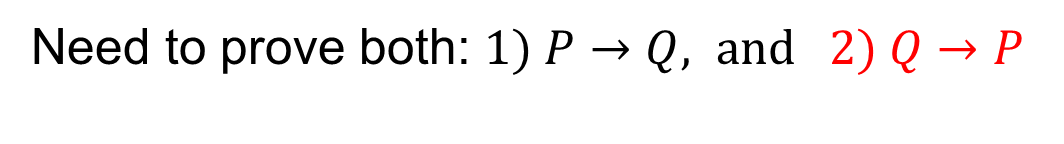 Need to prove both: 1) 𝑃 → 𝑄, and 2) 𝑄 → 𝑃